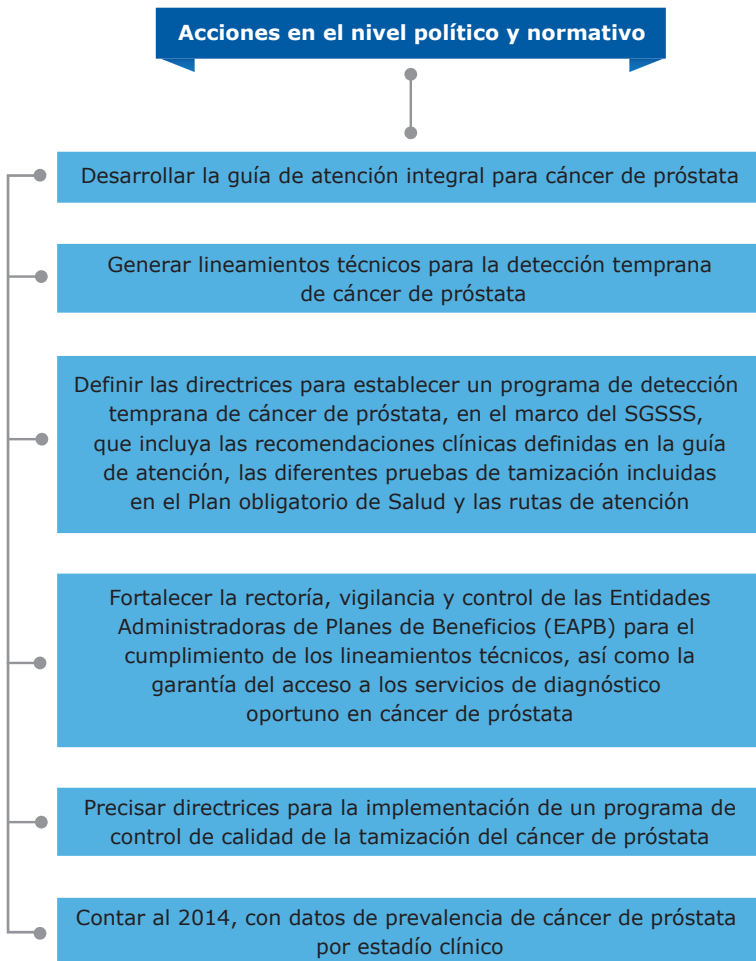 Acciones en el nivel político y normativo
Desarrollar la guía de atención integral para cáncer de próstata
Generar lineamientos técnicos para la detección temprana
de cáncer de próstata
Definir las directrices para establecer un programa de detección
temprana de cáncer de próstata, en el marco del SGSSS,
que incluya las recomendaciones clínicas definidas en la guía
de atención, las diferentes pruebas de tamización incluidas
en el Plan obligatorio de Salud y las rutas de atención
Fortalecer la rectoría, vigilancia y control de las Entidades
Administradoras de Planes de Beneficios (EAPB) para el
cumplimiento de los lineamientos técnicos, así como la
garantía del acceso a los servicios de diagnóstico
oportuno en cáncer de próstata
Precisar directrices para la implementación de un programa de
control de calidad de la tamización del cáncer de próstata
Contar al 2014, con datos de prevalencia de cáncer de próstata
por estadío clínico